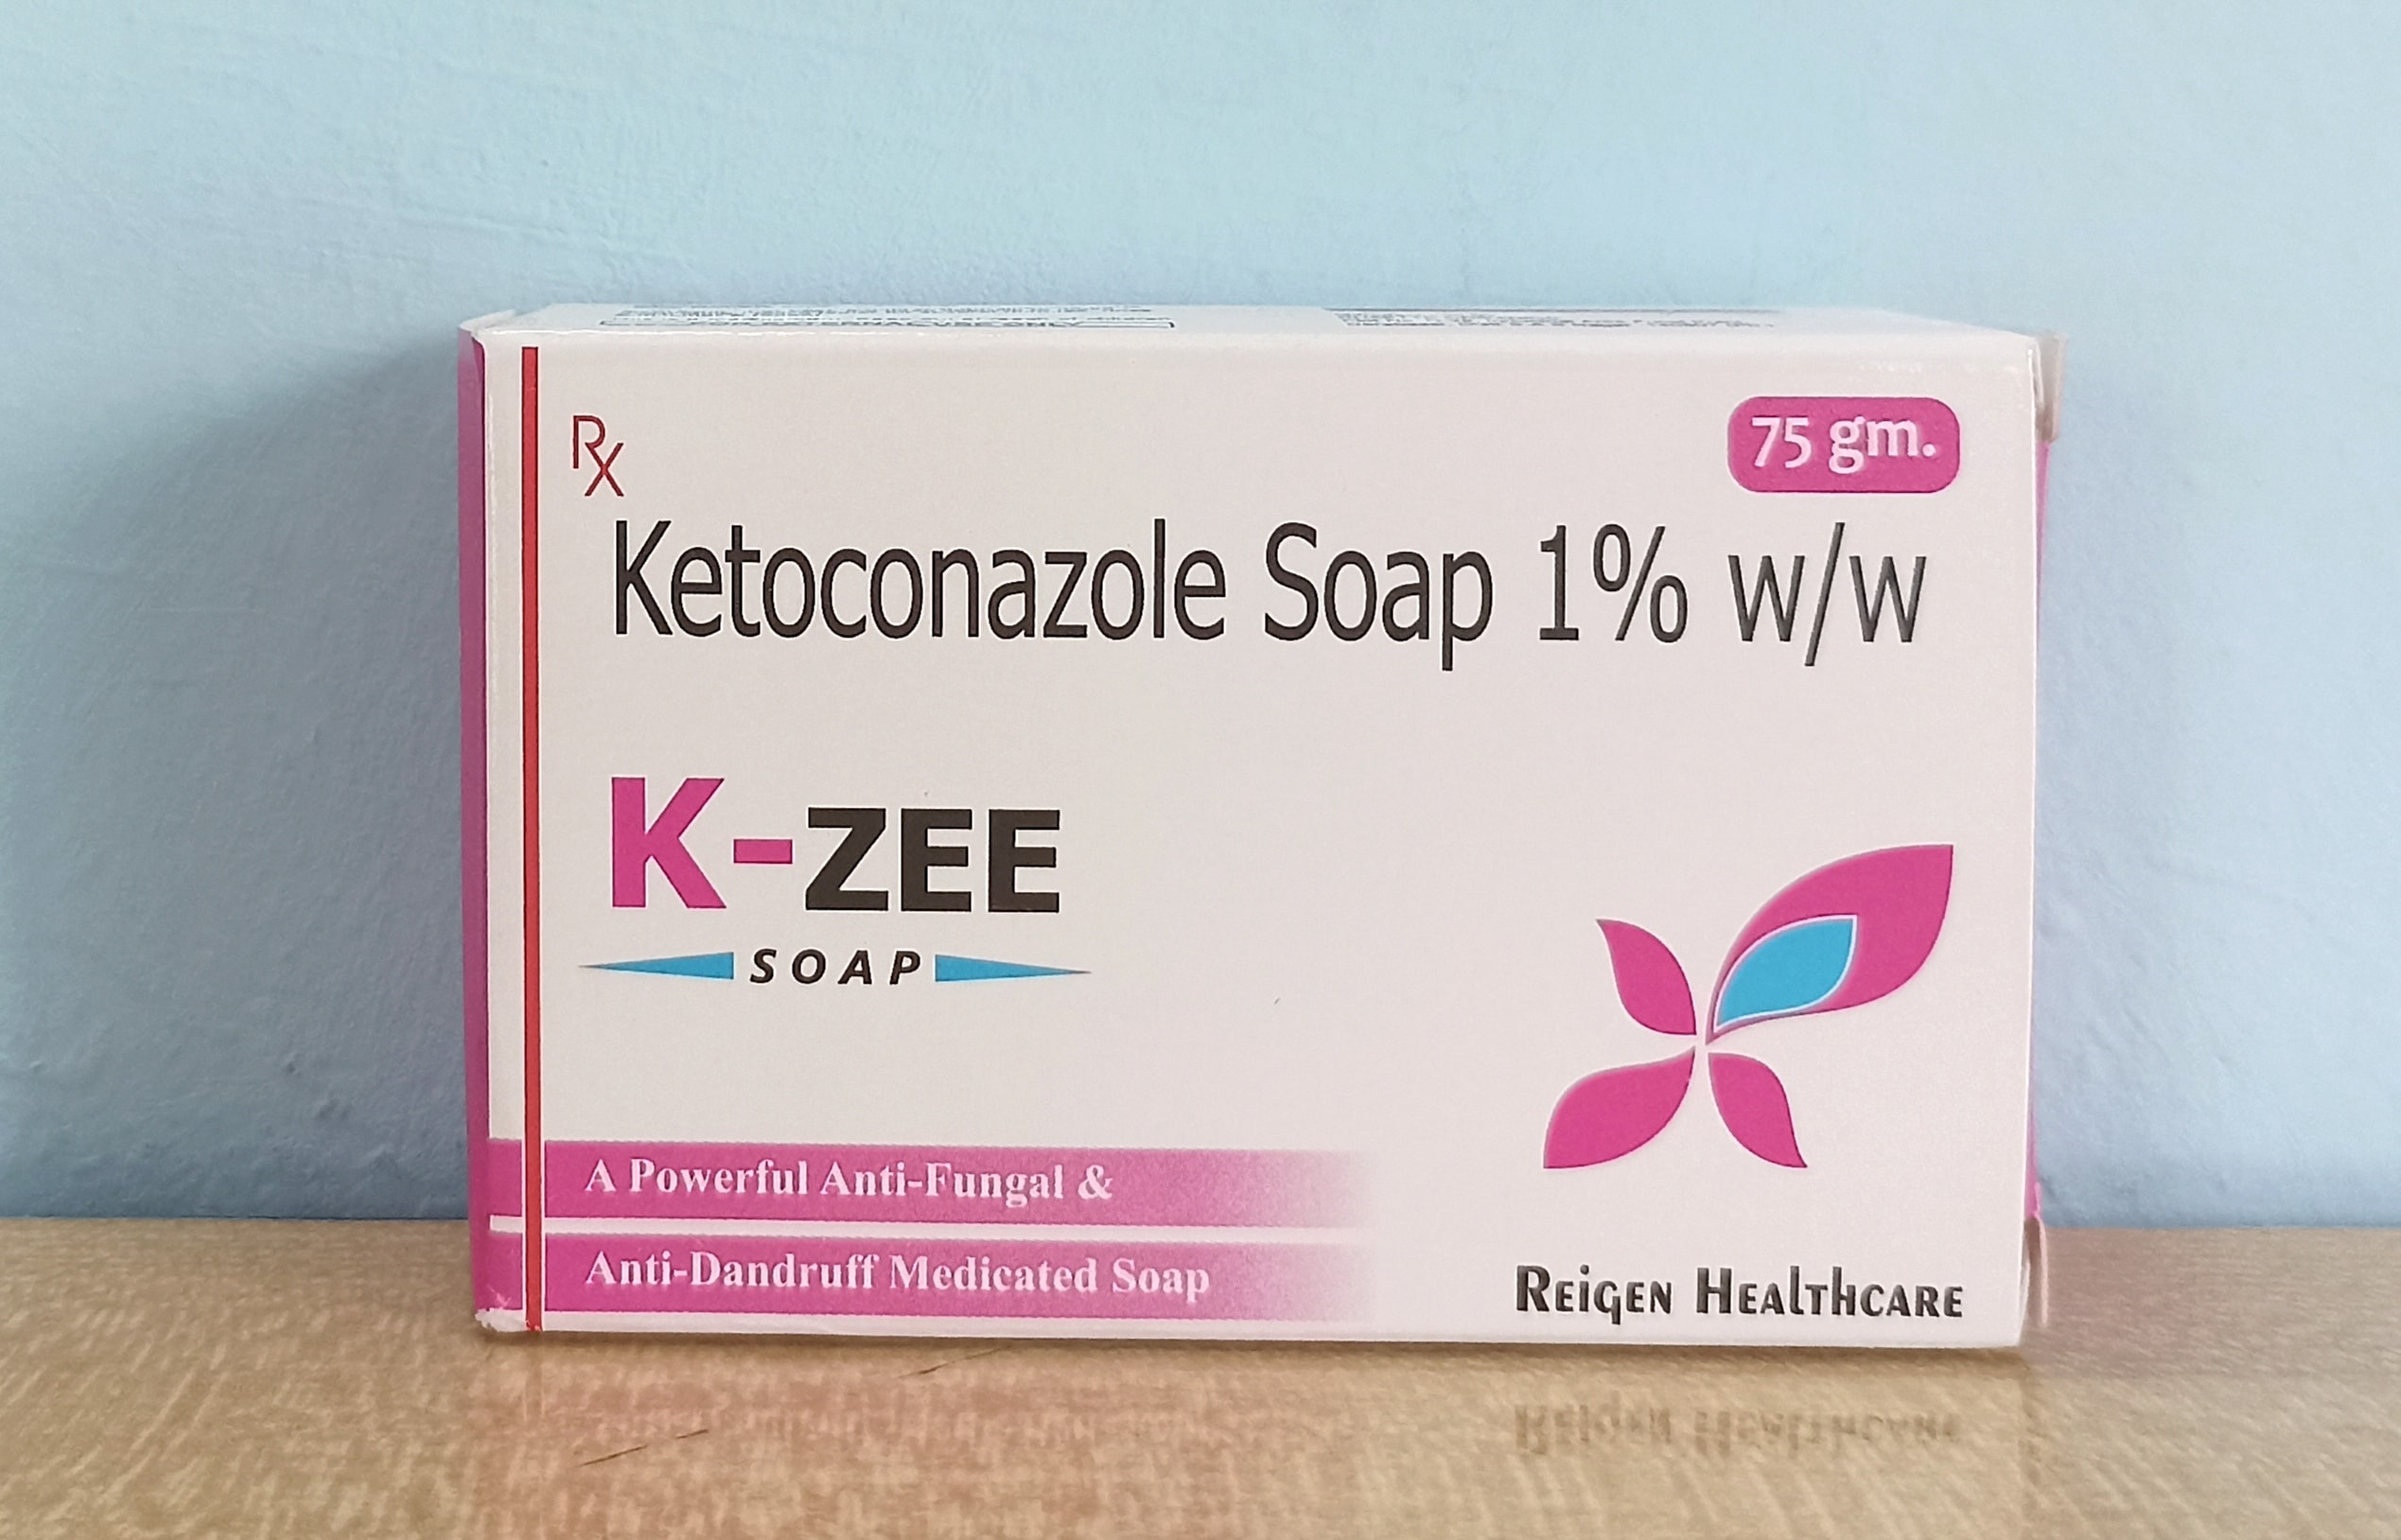 Rx
75 gm.
Ketoconazole Soap 1% w/w
K-ZEE
SOAP
A Powerful Anti-Fungal &
Anti-Dandruff Medicated Soap
Reigen Healthcare